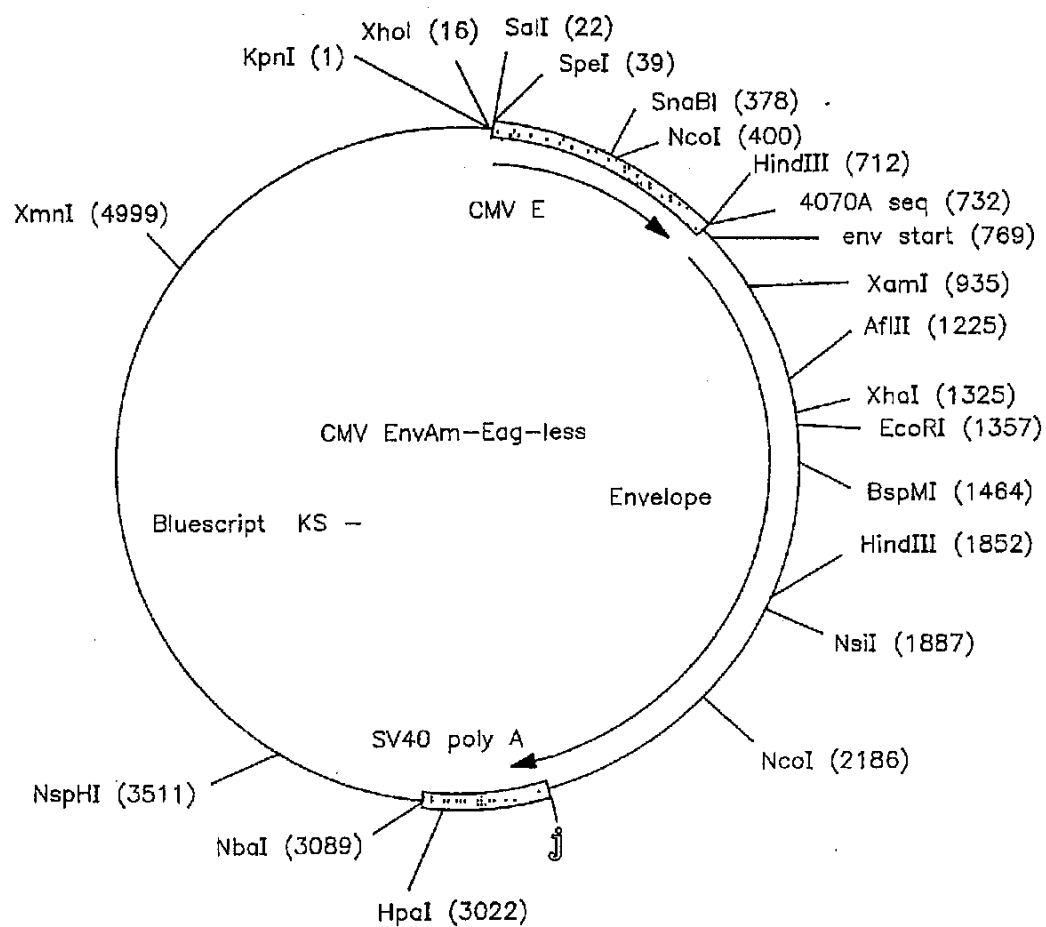 XhoI (16)
SalI (22)
KpnI (1)
SpeI (39)
SnaBI (378)
NcoI (400)
HindIII (712)
4070A seq (732)
env start (769)
XmnI (4999)
CMV E
XamI (935)
AflII (1225)
XhaI (1325)
EcoRI (1357)
CMV EnvAm-Eag-less
BspMI (1464)
Envelope
Bluescript KS -
HindIII (1852)
NsiI (1887)
SV40 poly A
NcoI (2186)
NspHI (3511)
NbaI (3089)
j
HpaI (3022)